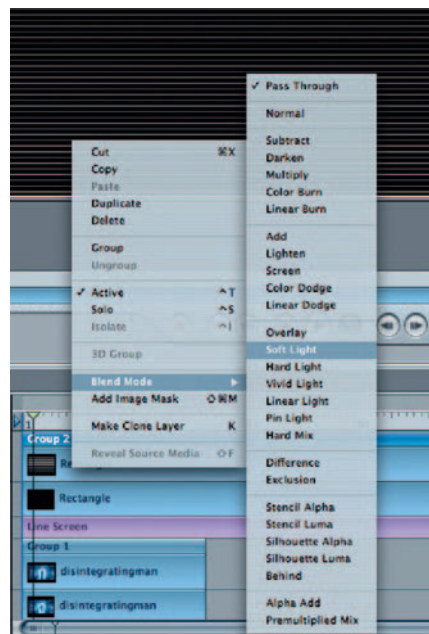 ✓ Pass Through
Normal
Subtract
Darken
Multiply
Color Burn
Linear Burn
Add
Lighten
Screen
Color Dodge
Linear Dodge
Overlay
Soft Light
Hard Light
Vivid Light
Linear Light
Pin Light
Hard Mix
Difference
Exclusion
Stencil Alpha
Stencil Luma
Silhouette Alpha
Silhouette Luma
Behind
Alpha Add
Premultiplied Mix
Cut ⌘X
Copy
Paste
Duplicate
Delete
Group
Ungroup
✓ Active ^T
Solo ^S
Isolate ^I
3D Group
Blend Mode ▶
Add Image Mask ⇧⌘M
Make Clone Layer K
Reveal Source Media ⇧F
1
Group 2
Re
Rectangle
Line Screen
Group 1
disintegratingman
disintegratingman